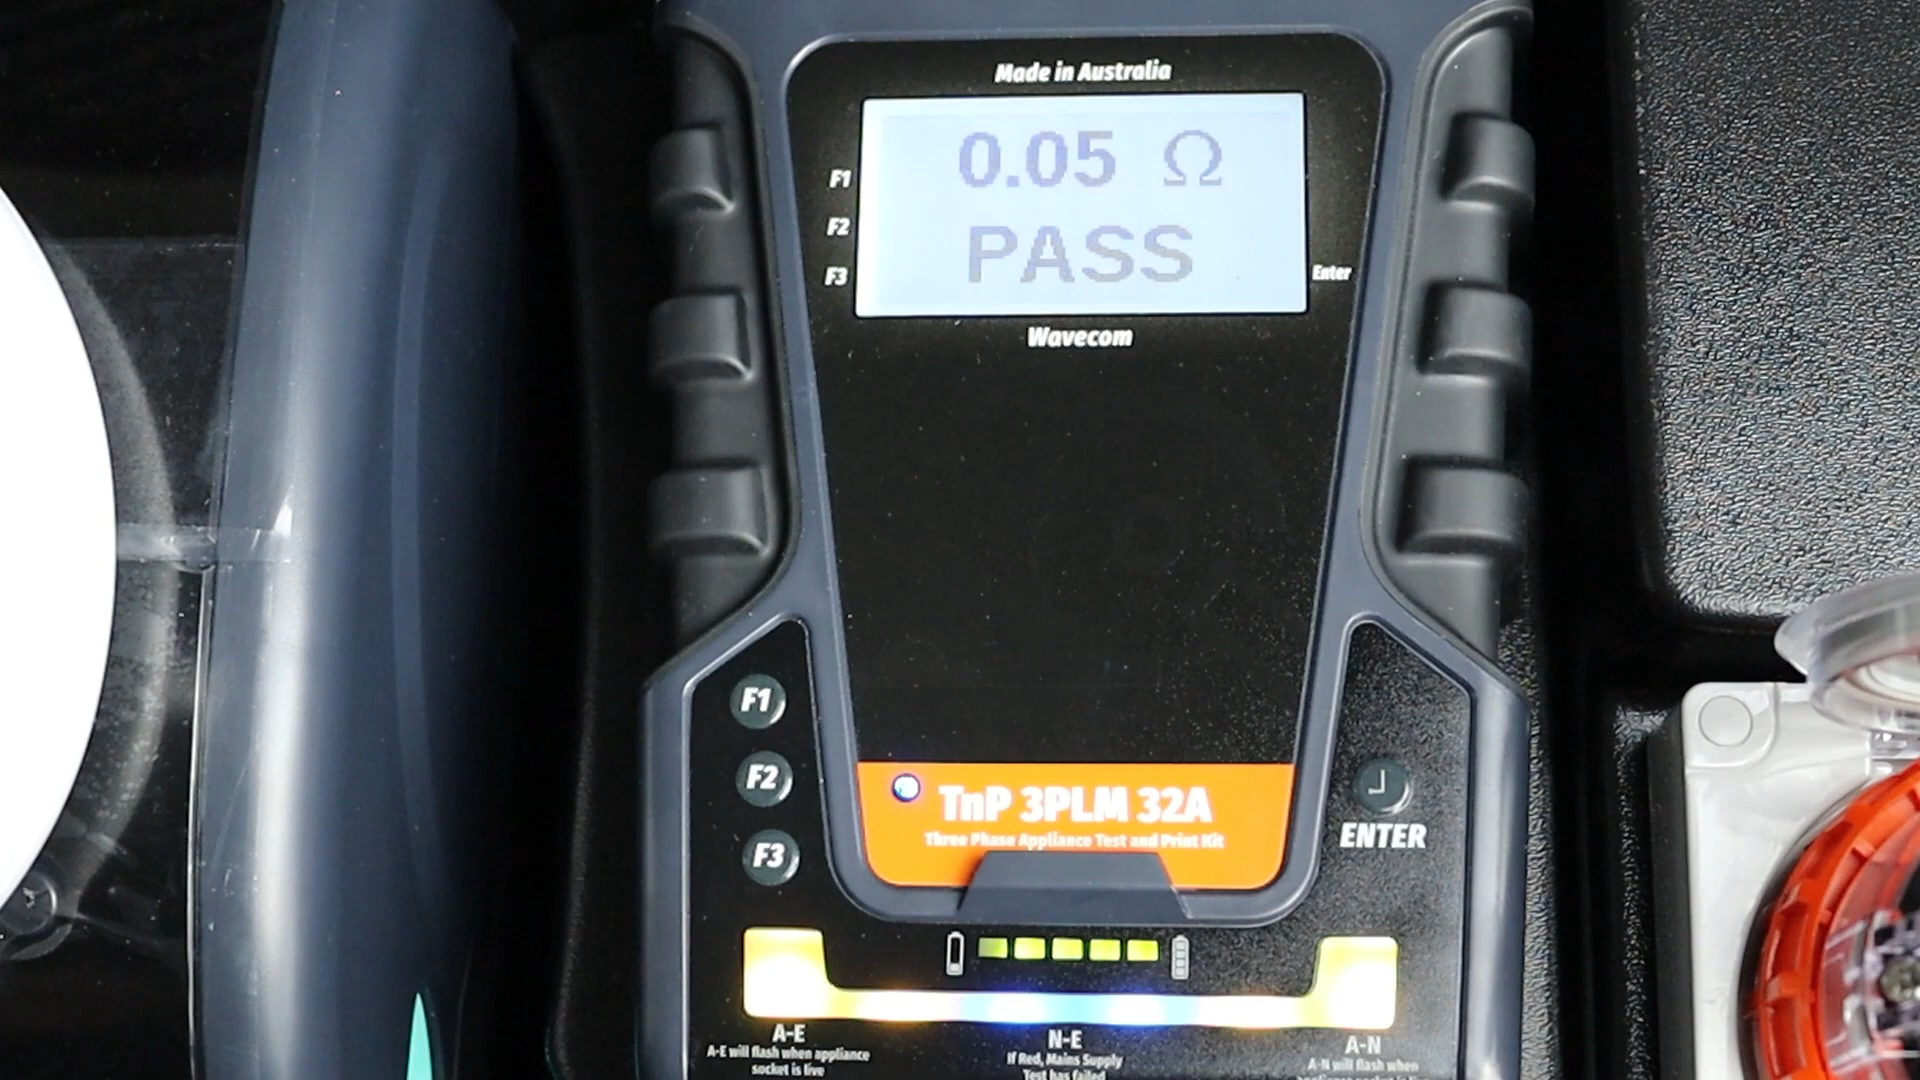 Made in Australia
0.05 Ω
PASS
F1
F2
F3
Enter
Wavecom
F1
F2
F3
ENTER
TnP 3PLM 32A
Three Phase Appliance Test and Print Kit
A-E
A-E will flash when appliance
socket is live
N-E
If Red, Mains Supply
Test has failed
A-N
A-N will flash when